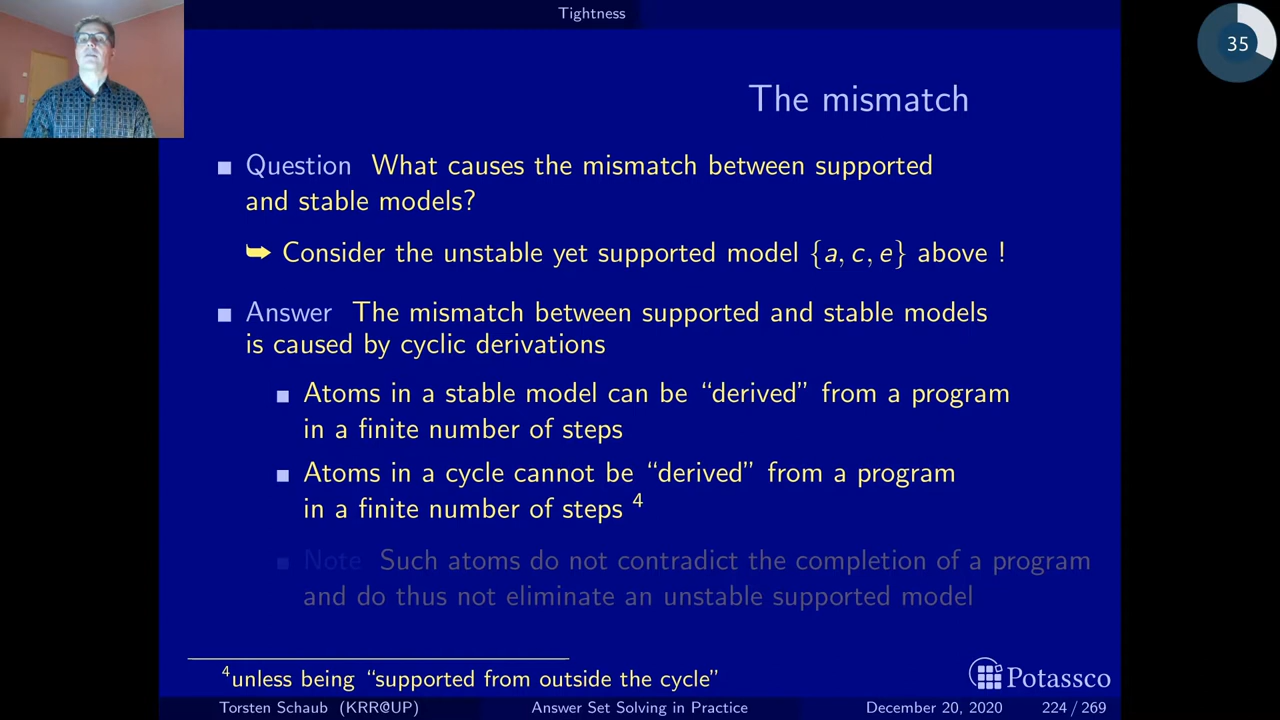 Tightness
35
The mismatch
Question What causes the mismatch between supported
and stable models?
➥ Consider the unstable yet supported model {a, c, e} above !
Answer The mismatch between supported and stable models
is caused by cyclic derivations
Atoms in a stable model can be “derived” from a program
in a finite number of steps
Atoms in a cycle cannot be “derived” from a program
in a finite number of steps 4
Note Such atoms do not contradict the completion of a program
and do thus not eliminate an unstable supported model
4unless being “supported from outside the cycle”
Potassco
Torsten Schaub (KRR@UP) Answer Set Solving in Practice December 20, 2020 224 / 269